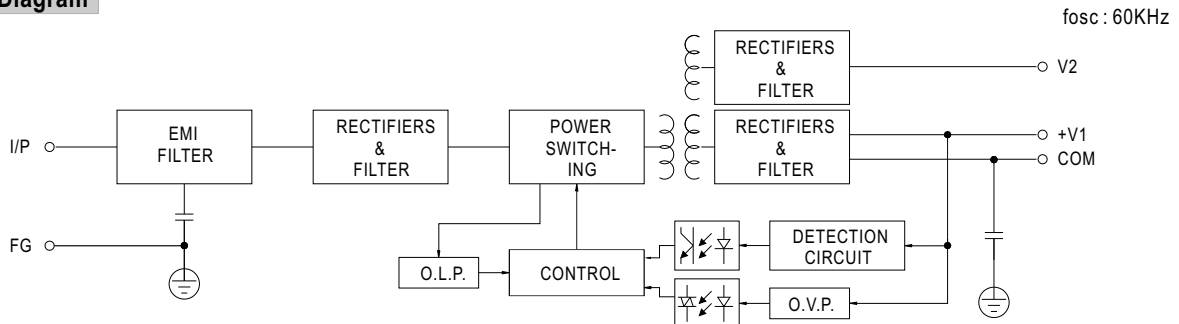 Diagram
fosc : 60KHz
RECTIFIERS
&
FILTER
V2
I/P
EMI
FILTER
RECTIFIERS
&
FILTER
POWER
SWITCH-
ING
RECTIFIERS
&
FILTER
+V1
COM
FG
O.L.P.
CONTROL
DETECTION
CIRCUIT
O.V.P.